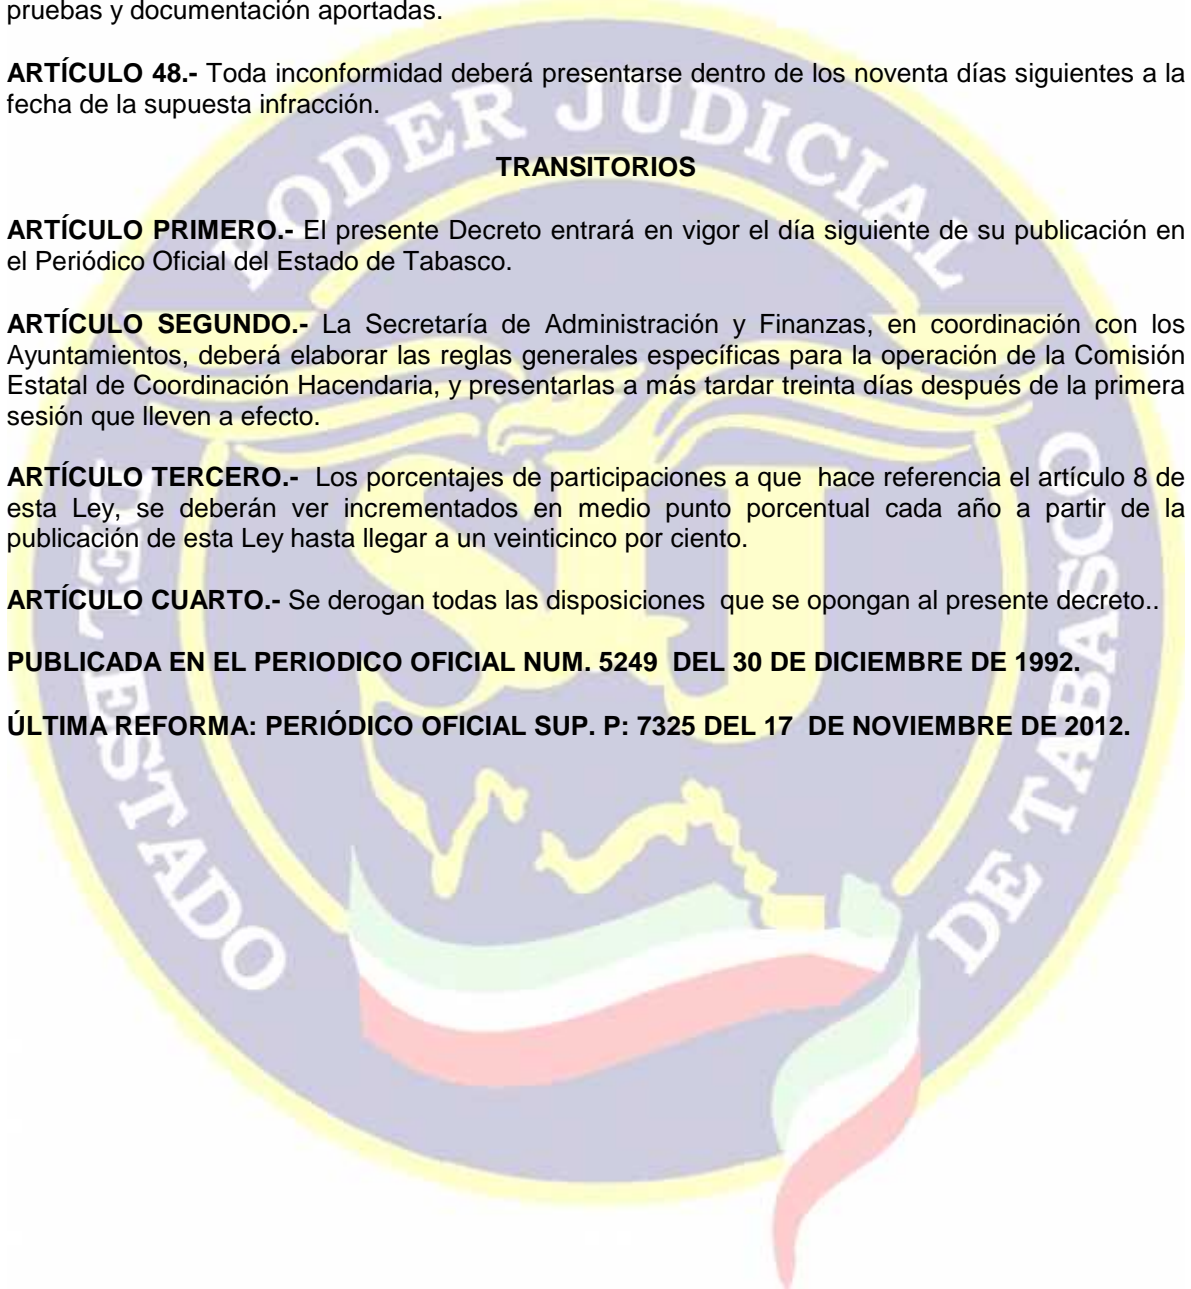 pruebas y documentación aportadas.
ARTÍCULO 48.- Toda inconformidad deberá presentarse dentro de los noventa días siguientes a la
fecha de la supuesta infracción.
TRANSITORIOS
ARTÍCULO PRIMERO.- El presente Decreto entrará en vigor el día siguiente de su publicación en
el Periódico Oficial del Estado de Tabasco.
ARTÍCULO SEGUNDO.- La Secretaría de Administración y Finanzas, en coordinación con los
Ayuntamientos, deberá elaborar las reglas generales específicas para la operación de la Comisión
Estatal de Coordinación Hacendaria, y presentarlas a más tardar treinta días después de la primera
sesión que lleven a efecto.
ARTÍCULO TERCERO.- Los porcentajes de participaciones a que hace referencia el artículo 8 de
esta Ley, se deberán ver incrementados en medio punto porcentual cada año a partir de la
publicación de esta Ley hasta llegar a un veinticinco por ciento.
ARTÍCULO CUARTO.- Se derogan todas las disposiciones que se opongan al presente decreto..
PUBLICADA EN EL PERIODICO OFICIAL NUM. 5249 DEL 30 DE DICIEMBRE DE 1992.
ÚLTIMA REFORMA: PERIÓDICO OFICIAL SUP. P: 7325 DEL 17 DE NOVIEMBRE DE 2012.
PODER JUDICIAL
DEL ESTADO
DE TABASCO